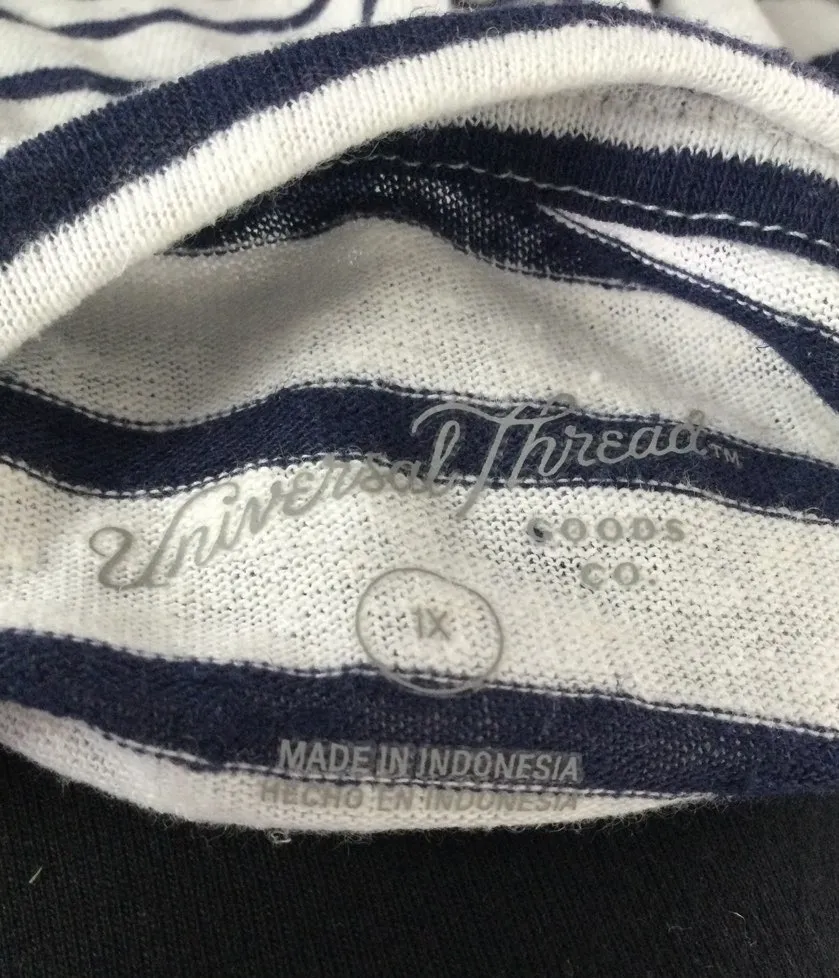 Universal Thread™
GOODS
CO.
1X
MADE IN INDONESIA
HECHO EN INDONESIA